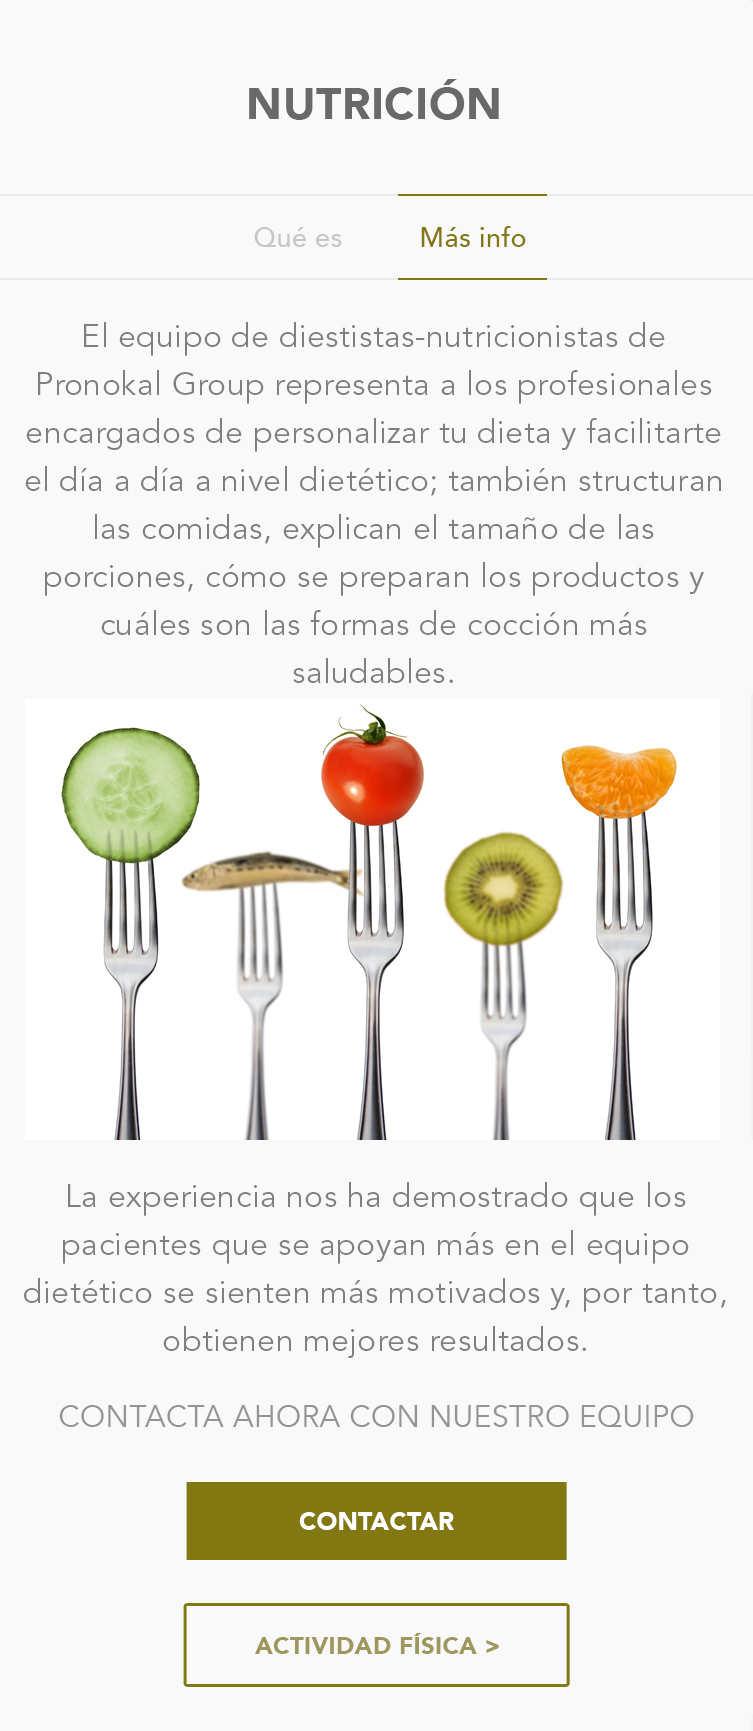 NUTRICIÓN
Qué es
Más info
El equipo de diestistas-nutricionistas de
Pronokal Group representa a los profesionales
encargados de personalizar tu dieta y facilitarte
el día a día a nivel dietético; también structuran
las comidas, explican el tamaño de las
porciones, cómo se preparan los productos y
cuáles son las formas de cocción más
saludables.
La experiencia nos ha demostrado que los
pacientes que se apoyan más en el equipo
dietético se sienten más motivados y, por tanto,
obtienen mejores resultados.
CONTACTA AHORA CON NUESTRO EQUIPO
CONTACTAR
ACTIVIDAD FÍSICA >